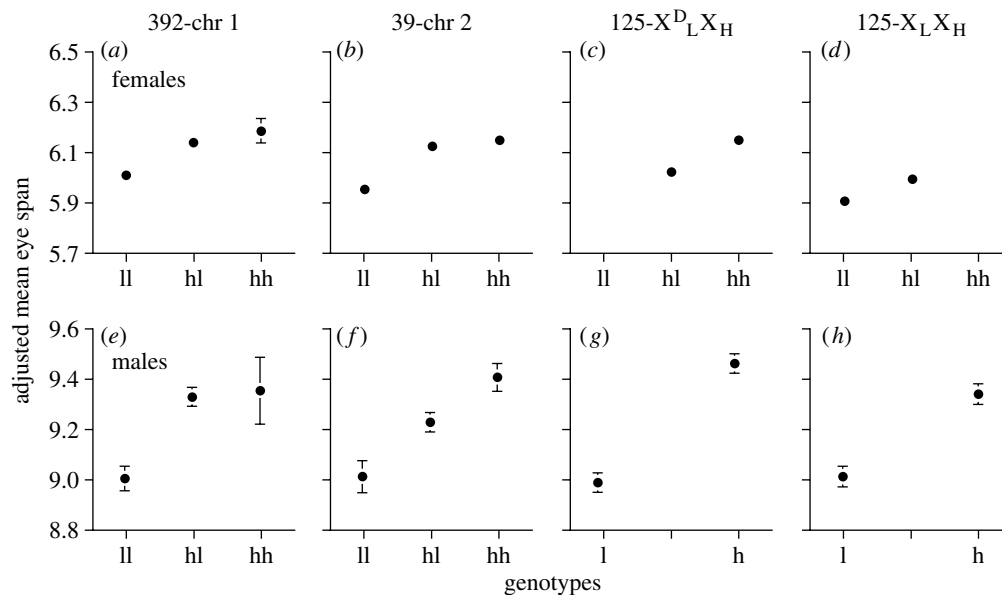 392-chr 1
39-chr 2
125-X^D_L X_H
125-X_L X_H
(a)
(b)
(c)
(d)
females
6.5
6.3
6.1
5.9
5.7
ll
hl
hh
ll
hl
hh
hl
h
ll
hl
hh
adjusted mean eye span
(e)
(f)
(g)
(h)
males
9.6
9.4
9.2
9.0
8.8
ll
hl
hh
ll
hl
hh
l
h
l
h
genotypes